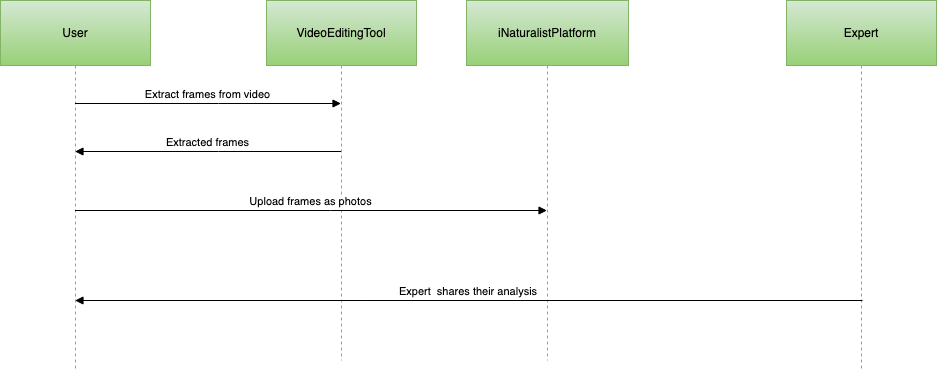 User
VideoEditingTool
iNaturalistPlatform
Expert
Extract frames from video
Extracted frames
Upload frames as photos
Expert  shares their analysis